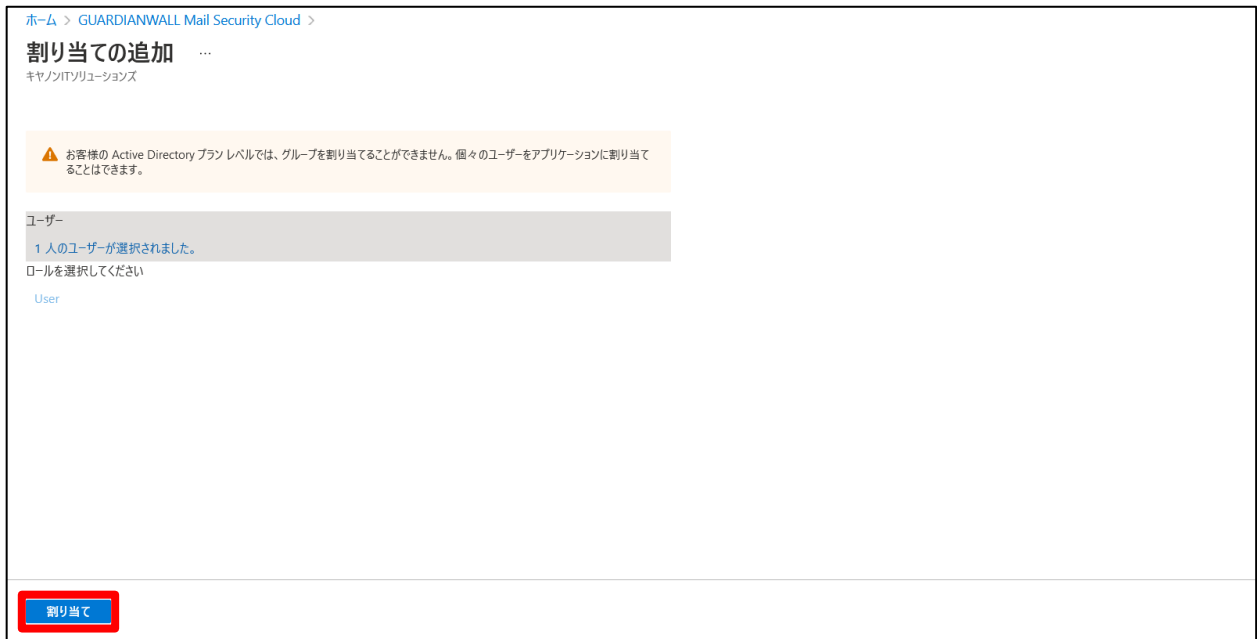 ホーム > GUARDIANWALL Mail Security Cloud >
割り当ての追加 …
キヤノンITソリューションズ
お客様の Active Directory プラン レベルでは、グループを割り当てることができません。個々のユーザーをアプリケーションに割り当て
ることはできます。
ユーザー
1 人のユーザーが選択されました。
ロールを選択してください
User
割り当て